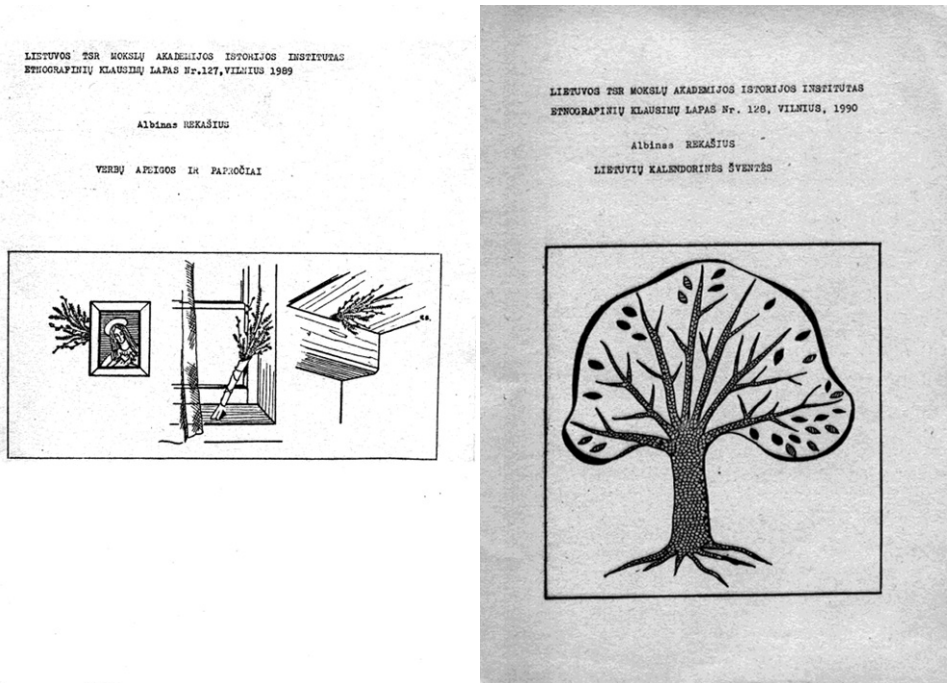 LIETUVOS TSR MOKSLŲ AKADEMIJOS ISTORIJOS INSTITUTAS
ETNOGRAFINIŲ KLAUSIMŲ LAPAS Nr.127,VILNIUS 1989
Albinas REKAŠIUS
VERBŲ APEIGOS IR PAPROČIAI
LIETUVOS TSR MOKSLŲ AKADEMIJOS ISTORIJOS INSTITUTAS
ETNOGRAFINIŲ KLAUSIMŲ LAPAS Nr. 128, VILNIUS, 1990
Albinas REKAŠIUS
LIETUVIŲ KALENDORINĖS ŠVENTĖS